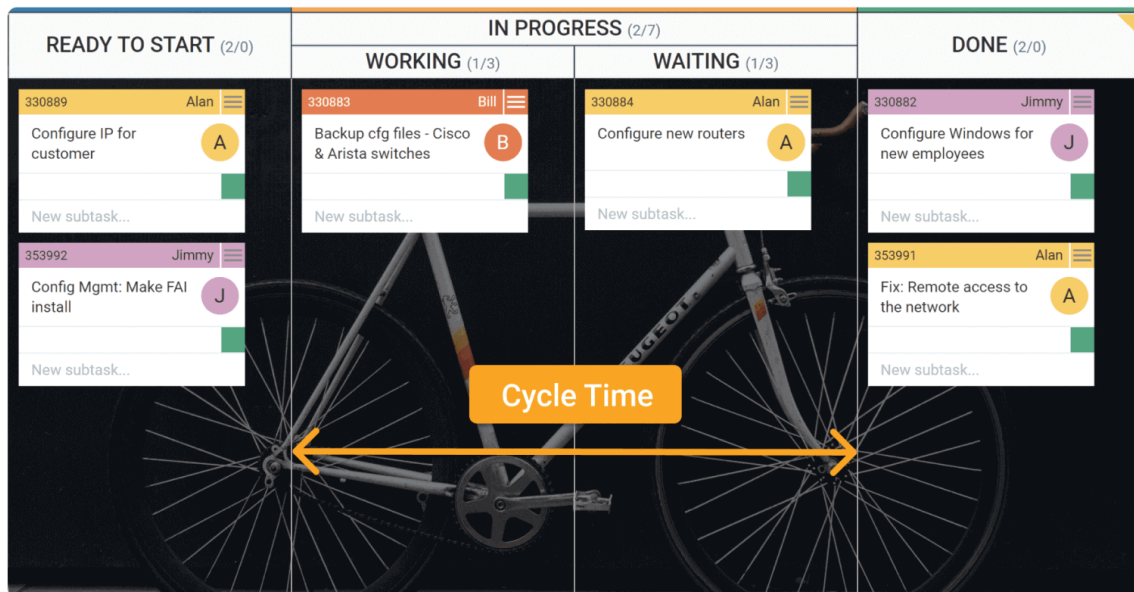 READY TO START (2/0)
IN PROGRESS (2/7)
WORKING (1/3)
WAITING (1/3)
DONE (2/0)
330889 Alan
Configure IP for
customer
A
New subtask...
353992 Jimmy
Config Mgmt: Make FAI
install
J
New subtask...
330883 Bill
Backup cfg files - Cisco
& Arista switches
B
New subtask...
330884 Alan
Configure new routers
A
New subtask...
330882 Jimmy
Configure Windows for
new employees
J
New subtask...
353991 Alan
Fix: Remote access to
the network
A
New subtask...
Cycle Time